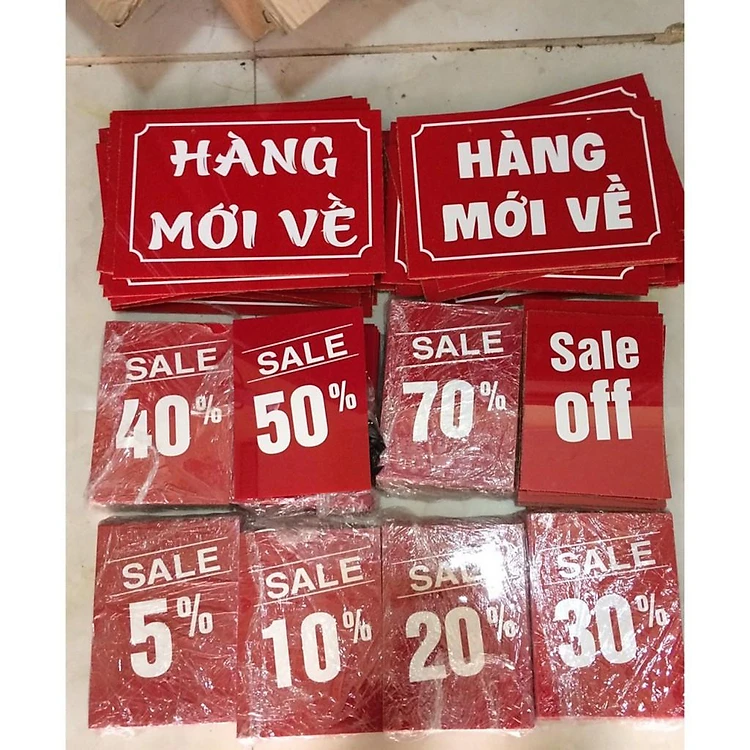 HÀNG
MỚI VỀ
HÀNG
MỚI VỀ
SALE
40%
SALE
50%
SALE
70%
Sale
off
SALE
5%
SALE
10%
SALE
20%
SALE
30%